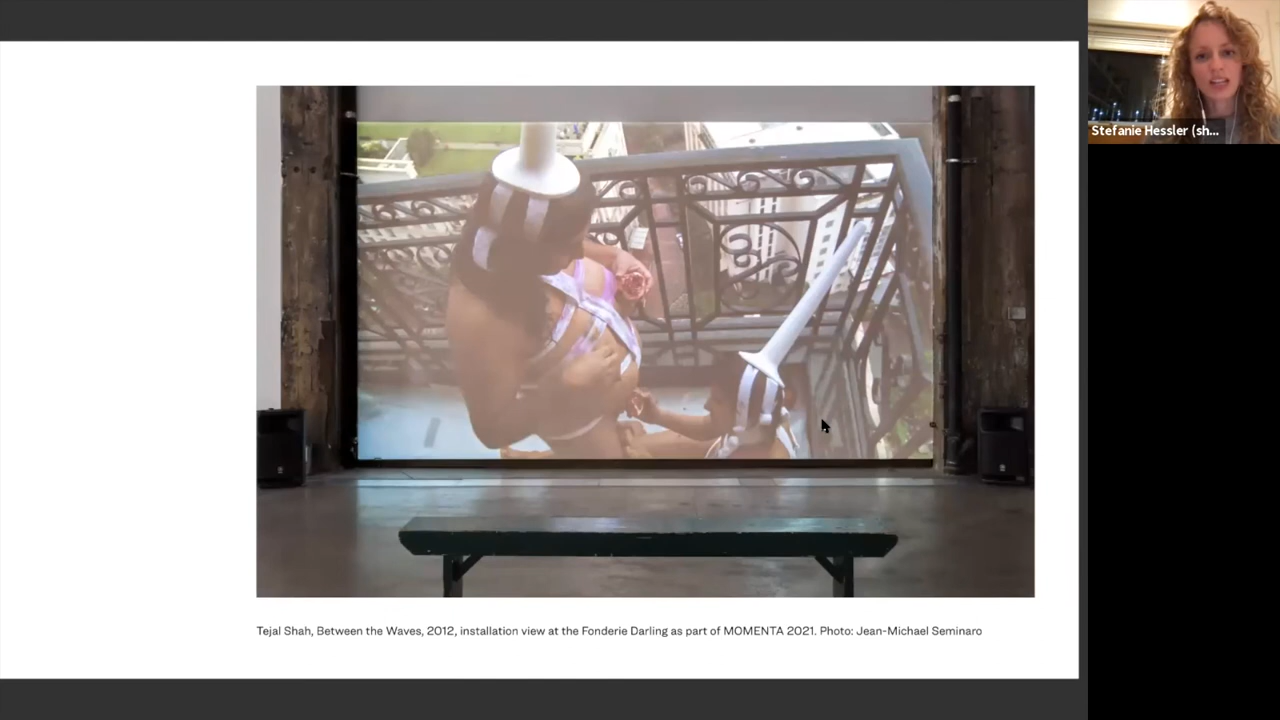 Stefanie Hessler (sh...
Tejal Shah, Between the Waves, 2012, installation view at the Fonderie Darling as part of MOMENTA 2021. Photo: Jean-Michael Seminaro